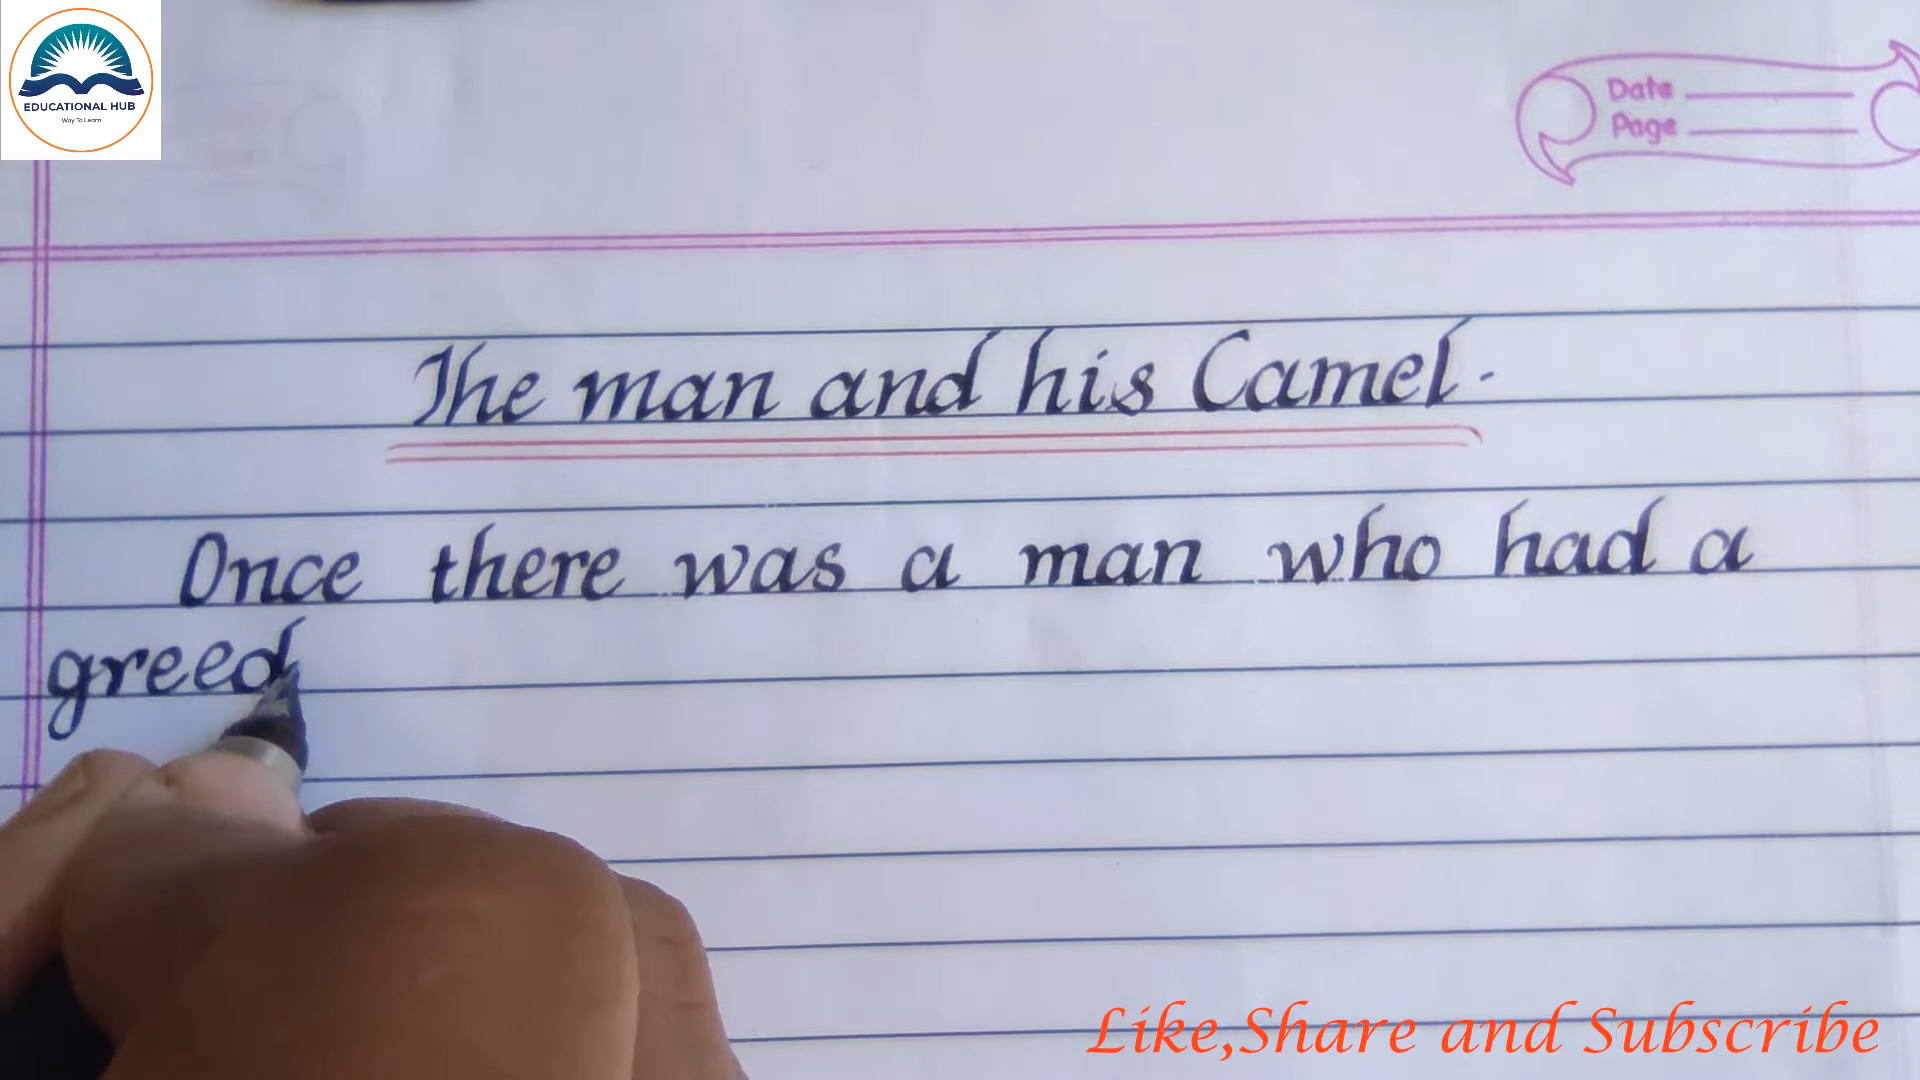 EDUCATIONAL HUB
Way To Learn
Date
Page
The man and his Camel.
Once there was a man who had a
greed
Like,Share and Subscribe